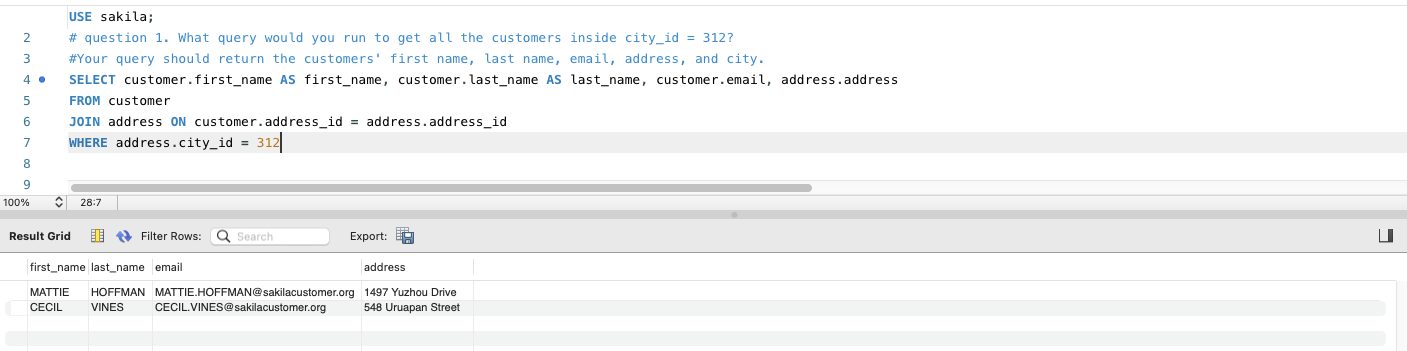 USE sakila;
2 # question 1. What query would you run to get all the customers inside city_id = 312?
3 #Your query should return the customers' first name, last name, email, address, and city.
4 SELECT customer.first_name AS first_name, customer.last_name AS last_name, customer.email, address.address
5 FROM customer
6 JOIN address ON customer.address_id = address.address_id
7 WHERE address.city_id = 312
8
9
100% 28:7
Result Grid Filter Rows: Search Export:
first_name last_name email address
MATTIE HOFFMAN MATTIE.HOFFMAN@sakilacustomer.org 1497 Yuzhou Drive
CECIL VINES CECIL.VINES@sakilacustomer.org 548 Uruapan Street